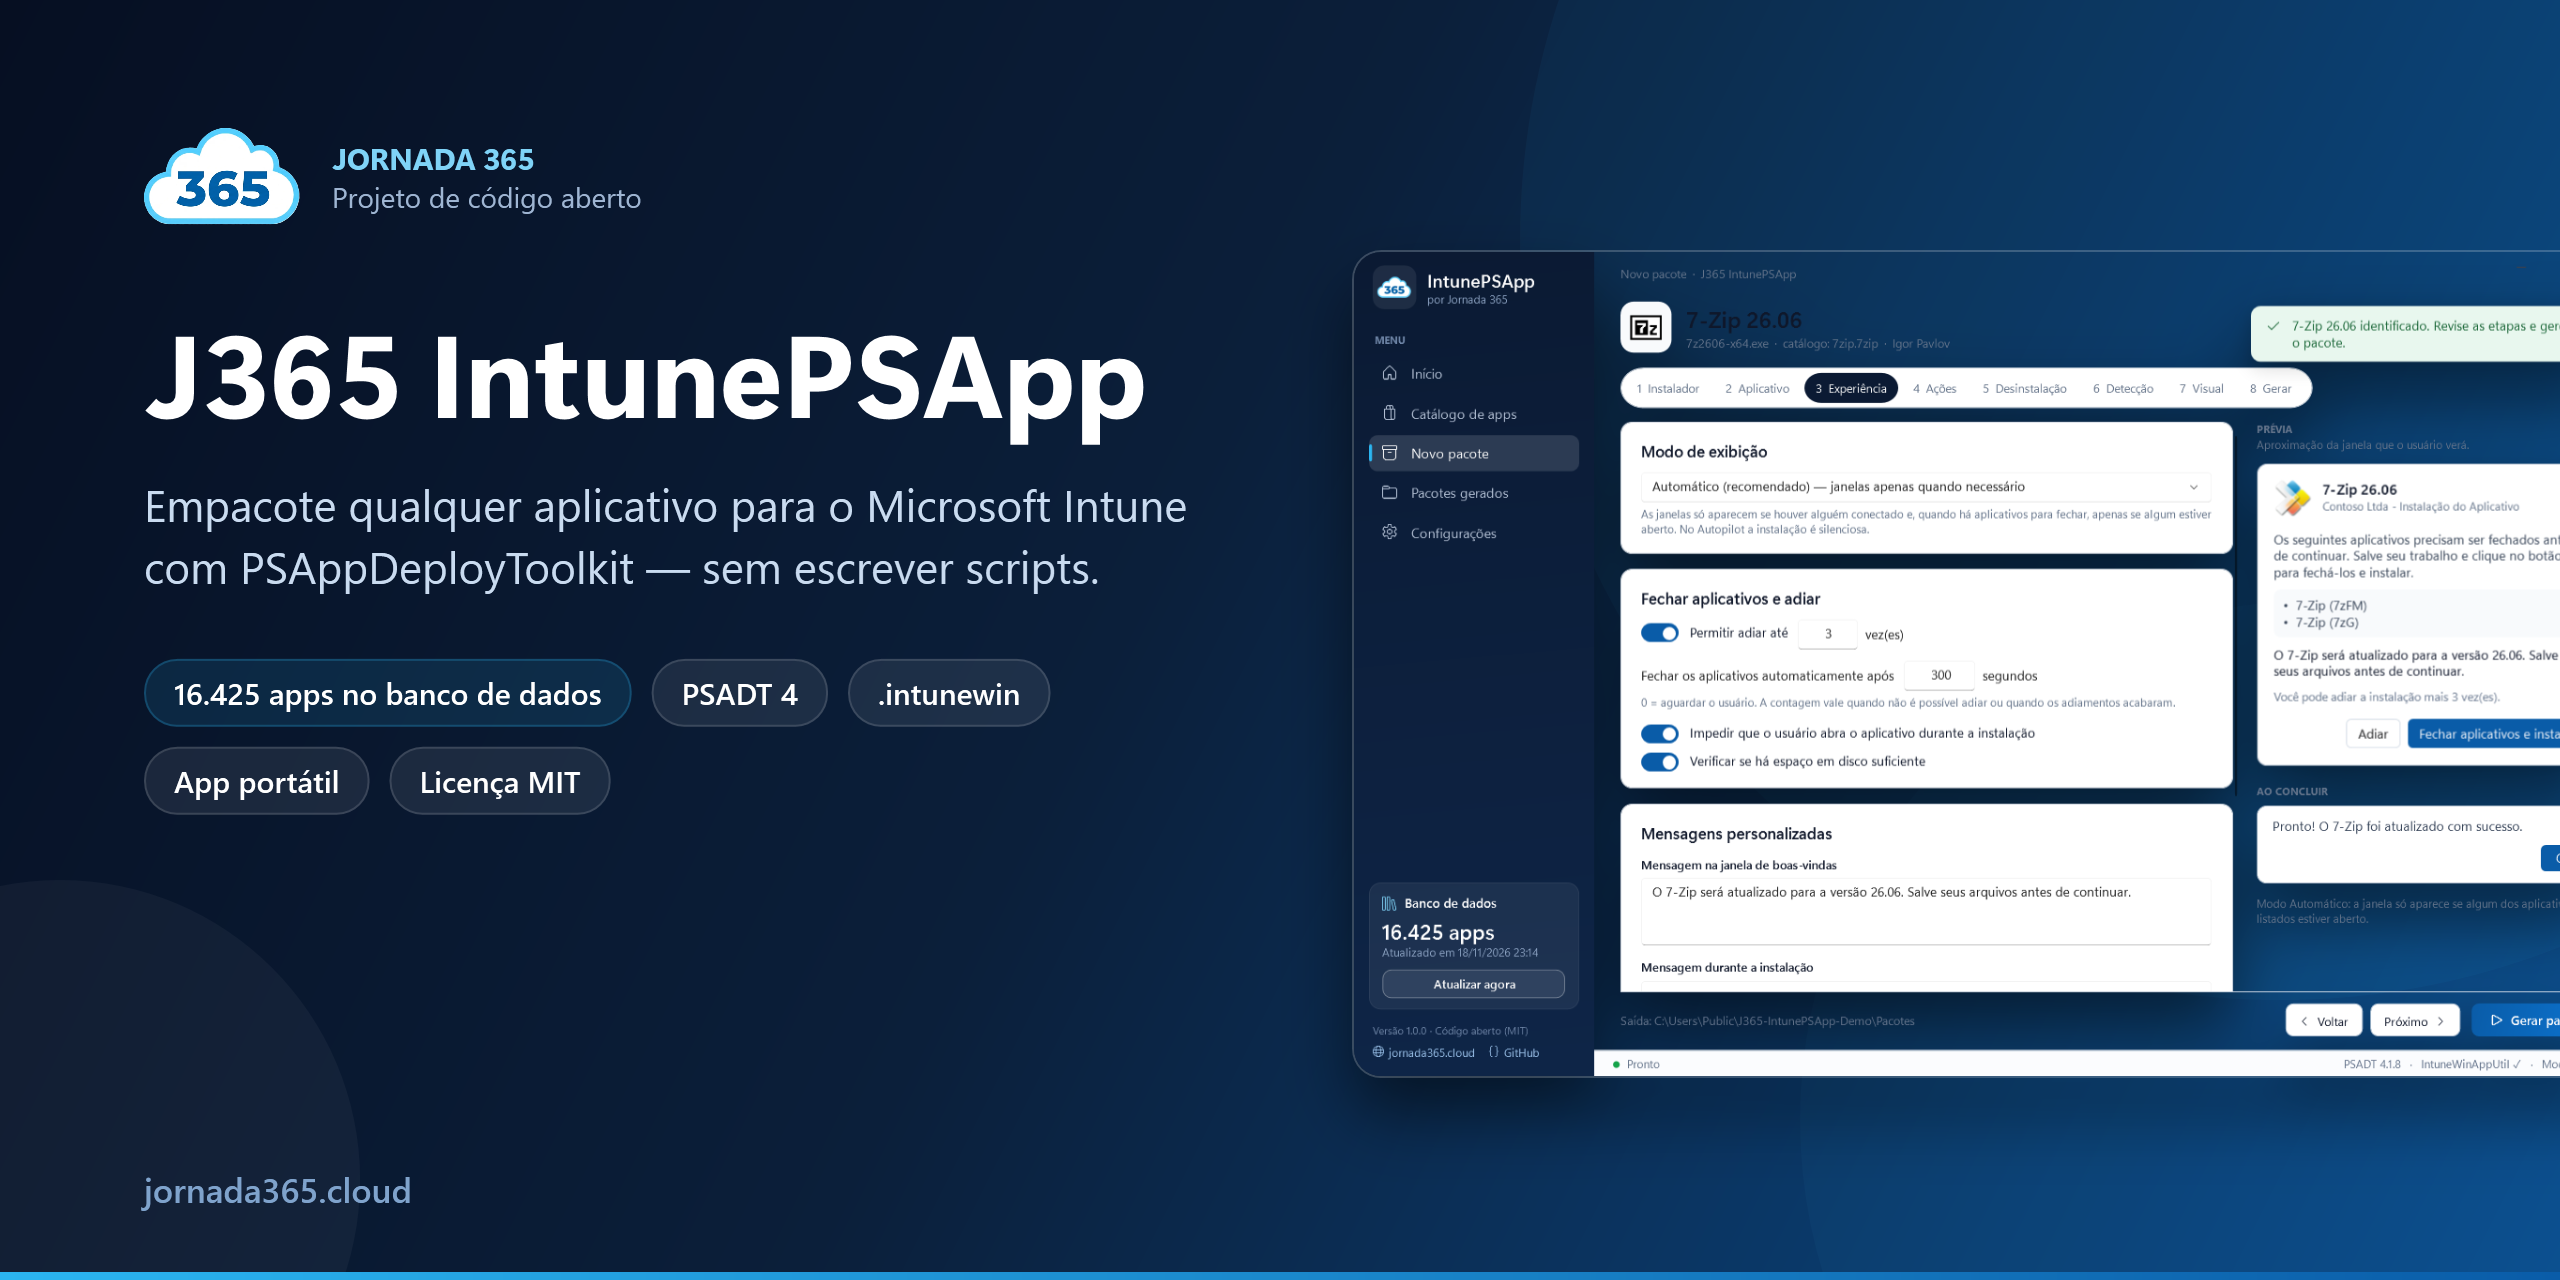 365
JORNADA 365
Projeto de código aberto
J365 IntunePSApp
Empacote qualquer aplicativo para o Microsoft Intune
com PSAppDeployToolkit — sem escrever scripts.
16.425 apps no banco de dados
PSADT 4
.intunewin
App portátil
Licença MIT
jornada365.cloud
365
IntunePSApp
por Jornada 365
MENU
Início
Catálogo de apps
Novo pacote
Pacotes gerados
Configurações
Banco de dados
16.425 apps
Atualizado em 18/11/2026 23:14
Atualizar agora
Versão 1.0.0 · Código aberto (MIT)
jornada365.cloud
GitHub
Novo pacote · J365 IntunePSApp
7z
7-Zip 26.06
7z2606-x64.exe · catálogo: 7zip.7zip · Igor Pavlov
7-Zip 26.06 identificado. Revise as etapas e
o pacote.
1 Instalador
2 Aplicativo
3 Experiência
4 Ações
5 Desinstalação
6 Detecção
7 Visual
8 Gerar
Modo de exibição
Automático (recomendado) — janelas apenas quando necessário
As janelas só aparecem se houver alguém conectado e, quando há aplicativos para fechar, apenas se algum estiver
aberto. No Autopilot a instalação é silenciosa.
Fechar aplicativos e adiar
Permitir adiar até 3 vez(es)
Fechar os aplicativos automaticamente após 300 segundos
0 = aguardar o usuário. A contagem vale quando não é possível adiar ou quando os adiamentos acabaram.
Impedir que o usuário abra o aplicativo durante a instalação
Verificar se há espaço em disco suficiente
Mensagens personalizadas
Mensagem na janela de boas-vindas
O 7-Zip será atualizado para a versão 26.06. Salve seus arquivos antes de continuar.
Mensagem durante a instalação
PRÉVIA
Aproximação da janela que o usuário verá.
7-Zip 26.06
Contoso Ltda - Instalação do Aplicativo
Os seguintes aplicativos precisam ser fechados
de continuar. Salve seu trabalho e clique no botão
para fechá-los e instalar.
• 7-Zip (7zFM)
• 7-Zip (7zG)
O 7-Zip será atualizado para a versão 26.06. Salve
seus arquivos antes de continuar.
Você pode adiar a instalação mais 3 vez(es).
Adiar
Fechar aplicativos e
AO CONCLUIR
Pronto! O 7-Zip foi atualizado com sucesso.
Modo Automático: a janela só aparece se algum dos
listados estiver aberto.
Saída: C:\Users\Public\J365-IntunePSApp-Demo\Pacotes
Voltar
Próximo
Gerar
Pronto
PSADT 4.1.8 · IntuneWinAppUtil ✓ ·